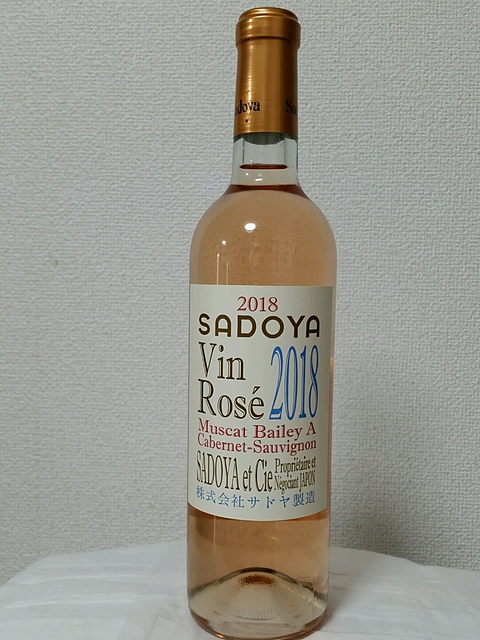 2018
SADOYA
Vin
Rosé
2018
Muscat Bailey A
Cabernet-Sauvignon
SADOYA et Cie
Propriétaire et
Négociant JAPON
株式会社サドヤ製造